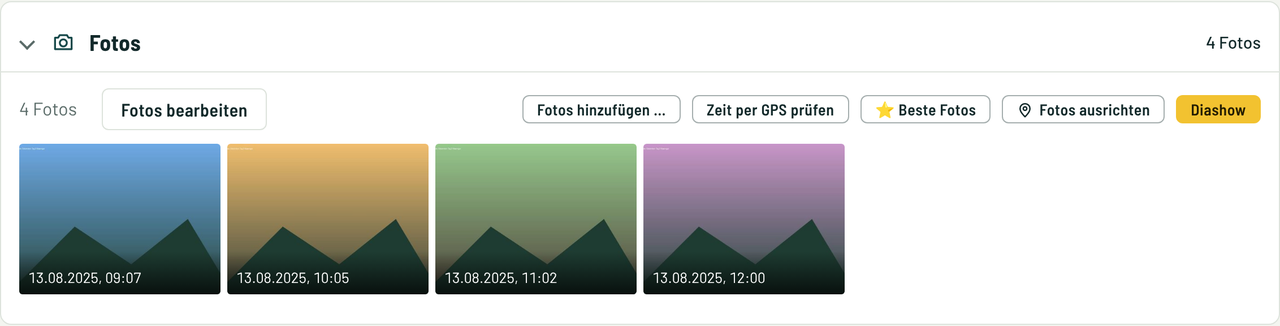 Fotos
4 Fotos
4 Fotos
Fotos bearbeiten
Fotos hinzufügen ...
Zeit per GPS prüfen
⭐ Beste Fotos
Fotos ausrichten
Diashow
13.08.2025, 09:07
13.08.2025, 10:05
13.08.2025, 11:02
13.08.2025, 12:00